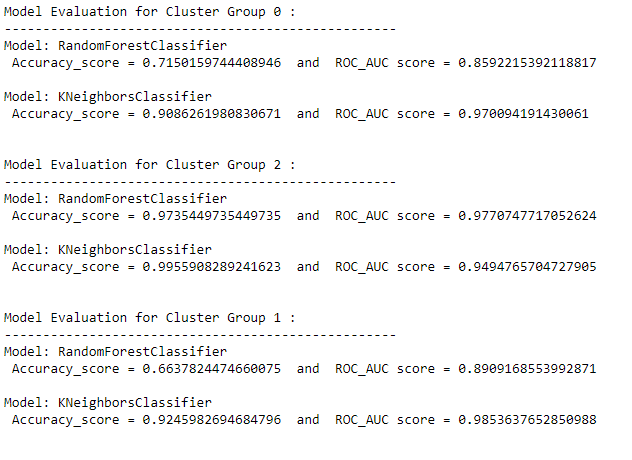 Model Evaluation for Cluster Group 0 :
--------------------------------------------------
Model: RandomForestClassifier
Accuracy_score = 0.7150159744408946  and  ROC_AUC score = 0.8592215392118817
Model: KNeighborsClassifier
Accuracy_score = 0.9086261980830671  and  ROC_AUC score = 0.970094191430061
Model Evaluation for Cluster Group 2 :
--------------------------------------------------
Model: RandomForestClassifier
Accuracy_score = 0.9735449735449735  and  ROC_AUC score = 0.9770747717052624
Model: KNeighborsClassifier
Accuracy_score = 0.9955908289241623  and  ROC_AUC score = 0.9494765704727905
Model Evaluation for Cluster Group 1 :
--------------------------------------------------
Model: RandomForestClassifier
Accuracy_score = 0.6637824474660075  and  ROC_AUC score = 0.8909168553992871
Model: KNeighborsClassifier
Accuracy_score = 0.9245982694684796  and  ROC_AUC score = 0.9853637652850988